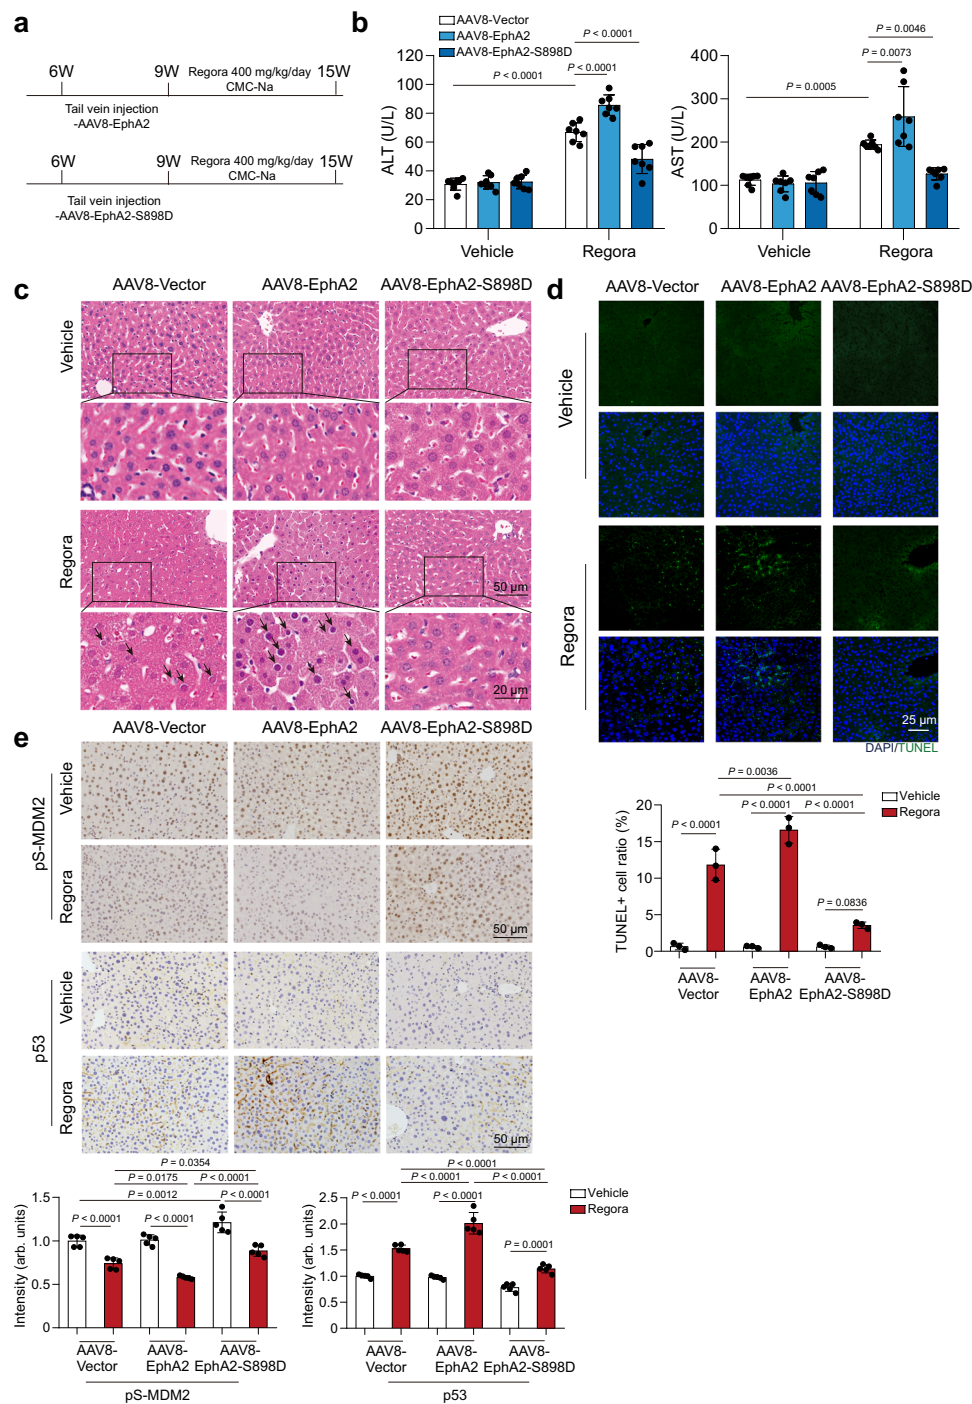 a
6W 9W Regora 400 mg/kg/day 15W
CMC-Na
Tail vein injection
-AAV8-EphA2
6W 9W Regora 400 mg/kg/day 15W
CMC-Na
Tail vein injection
-AAV8-EphA2-S898D
b
AAV8-Vector
AAV8-EphA2
AAV8-EphA2-S898D
P < 0.0001
P < 0.0001
P < 0.0001
ALT (U/L)
120
100
80
60
40
20
0
Vehicle Regora
P = 0.0046
P = 0.0073
P = 0.0005
AST (U/L)
400
300
200
100
0
Vehicle Regora
c
AAV8-Vector AAV8-EphA2 AAV8-EphA2-S898D
Vehicle
Regora
50 µm
20 µm
d
AAV8-Vector AAV8-EphA2 AAV8-EphA2-S898D
Vehicle
Regora
25 µm
DAPI/TUNEL
P = 0.0036
P < 0.0001
P < 0.0001 P < 0.0001
P < 0.0001
P = 0.0836
Vehicle
Regora
TUNEL+ cell ratio (%)
20
15
10
5
0
AAV8-
Vector
AAV8-
EphA2
AAV8-
EphA2-S898D
e
AAV8-Vector AAV8-EphA2 AAV8-EphA2-S898D
pS-MDM2
Vehicle
Regora
50 µm
p53
Vehicle
Regora
50 µm
P = 0.0354
P = 0.0175 P < 0.0001
P = 0.0012
P < 0.0001 P < 0.0001 P < 0.0001
Vehicle
Regora
Intensity (arb. units)
1.5
1.0
0.5
0
AAV8-
Vector
AAV8-
EphA2
AAV8-
EphA2-S898D
pS-MDM2
P < 0.0001
P < 0.0001 P < 0.0001
P < 0.0001 P < 0.0001
P = 0.0001
Vehicle
Regora
Intensity (arb. units)
2.5
2.0
1.5
1.0
0.5
0
AAV8-
Vector
AAV8-
EphA2
AAV8-
EphA2-S898D
p53